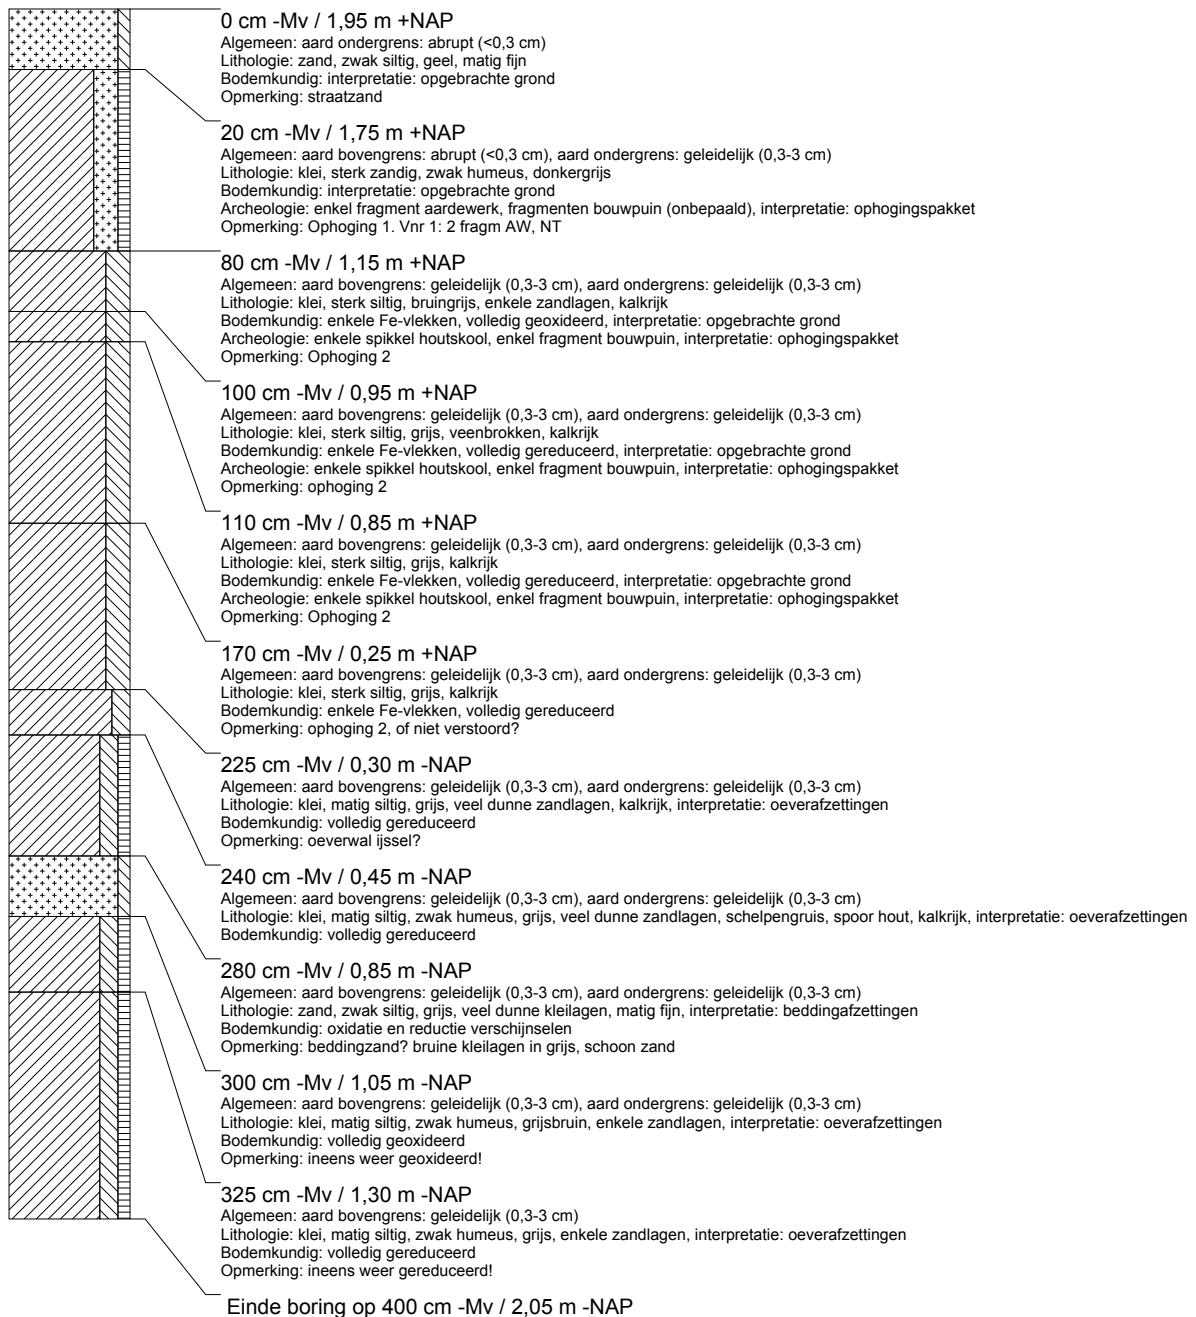 0 cm -Mv / 1,95 m +NAP
Algemeen: aard ondergrens: abrupt (<0,3 cm)
Lithologie: zand, zwak siltig, geel, matig fijn
Bodemkundig: interpretatie: opgebrachte grond
Opmerking: straatzand
20 cm -Mv / 1,75 m +NAP
Algemeen: aard bovengrens: abrupt (<0,3 cm), aard ondergrens: geleidelijk (0,3-3 cm)
Lithologie: klei, sterk zandig, zwak humeus, donkergrijs
Bodemkundig: interpretatie: opgebrachte grond
Archeologie: enkel fragment aardewerk, fragmenten bouwpuin (onbepaald), interpretatie: ophogingspakket
Opmerking: Ophoging 1. Vnr 1: 2 fragm AW, NT
80 cm -Mv / 1,15 m +NAP
Algemeen: aard bovengrens: geleidelijk (0,3-3 cm), aard ondergrens: geleidelijk (0,3-3 cm)
Lithologie: klei, sterk siltig, bruingrijs, enkele zandlagen, kalkrijk
Bodemkundig: enkele Fe-vlekken, volledig geoxideerd, interpretatie: opgebrachte grond
Archeologie: enkele spikkel houtskool, enkel fragment bouwpuin, interpretatie: ophogingspakket
Opmerking: Ophoging 2
100 cm -Mv / 0,95 m +NAP
Algemeen: aard bovengrens: geleidelijk (0,3-3 cm), aard ondergrens: geleidelijk (0,3-3 cm)
Lithologie: klei, sterk siltig, grijs, veenbrokken, kalkrijk
Bodemkundig: enkele Fe-vlekken, volledig gereduceerd, interpretatie: opgebrachte grond
Archeologie: enkele spikkel houtskool, enkel fragment bouwpuin, interpretatie: ophogingspakket
Opmerking: ophoging 2
110 cm -Mv / 0,85 m +NAP
Algemeen: aard bovengrens: geleidelijk (0,3-3 cm), aard ondergrens: geleidelijk (0,3-3 cm)
Lithologie: klei, sterk siltig, grijs, kalkrijk
Bodemkundig: enkele Fe-vlekken, volledig gereduceerd, interpretatie: opgebrachte grond
Archeologie: enkele spikkel houtskool, enkel fragment bouwpuin, interpretatie: ophogingspakket
Opmerking: Ophoging 2
170 cm -Mv / 0,25 m +NAP
Algemeen: aard bovengrens: geleidelijk (0,3-3 cm), aard ondergrens: geleidelijk (0,3-3 cm)
Lithologie: klei, sterk siltig, grijs, kalkrijk
Bodemkundig: enkele Fe-vlekken, volledig gereduceerd
Opmerking: ophoging 2, of niet verstoord?
225 cm -Mv / 0,30 m -NAP
Algemeen: aard bovengrens: geleidelijk (0,3-3 cm), aard ondergrens: geleidelijk (0,3-3 cm)
Lithologie: klei, matig siltig, grijs, veel dunne zandlagen, kalkrijk, interpretatie: oeverafzettingen
Bodemkundig: volledig gereduceerd
Opmerking: oeverwal ijssel?
240 cm -Mv / 0,45 m -NAP
Algemeen: aard bovengrens: geleidelijk (0,3-3 cm), aard ondergrens: geleidelijk (0,3-3 cm)
Lithologie: klei, matig siltig, zwak humeus, grijs, veel dunne zandlagen, schelpengruis, spoor hout, kalkrijk, interpretatie: oeverafzettingen
Bodemkundig: volledig gereduceerd
280 cm -Mv / 0,85 m -NAP
Algemeen: aard bovengrens: geleidelijk (0,3-3 cm), aard ondergrens: geleidelijk (0,3-3 cm)
Lithologie: zand, zwak siltig, grijs, veel dunne kleilagen, matig fijn, interpretatie: beddingafzettingen
Bodemkundig: oxidatie en reductie verschijnselen
Opmerking: beddingzand? bruine kleilagen in grijs, schoon zand
300 cm -Mv / 1,05 m -NAP
Algemeen: aard bovengrens: geleidelijk (0,3-3 cm), aard ondergrens: geleidelijk (0,3-3 cm)
Lithologie: klei, matig siltig, zwak humeus, grijsbruin, enkele zandlagen, interpretatie: oeverafzettingen
Bodemkundig: volledig geoxideerd
Opmerking: ineens weer geoxideerd!
325 cm -Mv / 1,30 m -NAP
Algemeen: aard bovengrens: geleidelijk (0,3-3 cm)
Lithologie: klei, matig siltig, zwak humeus, grijs, enkele zandlagen, interpretatie: oeverafzettingen
Bodemkundig: volledig gereduceerd
Opmerking: ineens weer gereduceerd!
Einde boring op 400 cm -Mv / 2,05 m -NAP